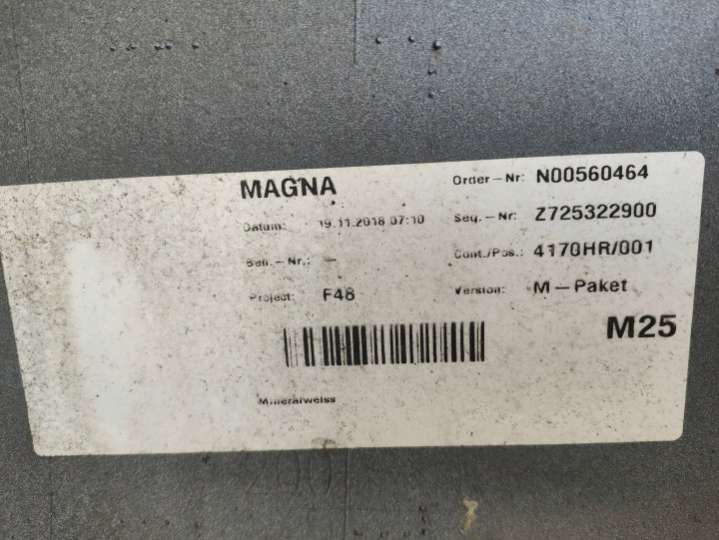 MAGNA Order-Nr: N00560464
Datum: 19.11.2018 07:10 Seq.-Nr: Z725322900
Beh.-Nr.: - Cont./Pos.: 4170HR/001
Project: F48 Version: M-Paket
M25
Mineralweiss